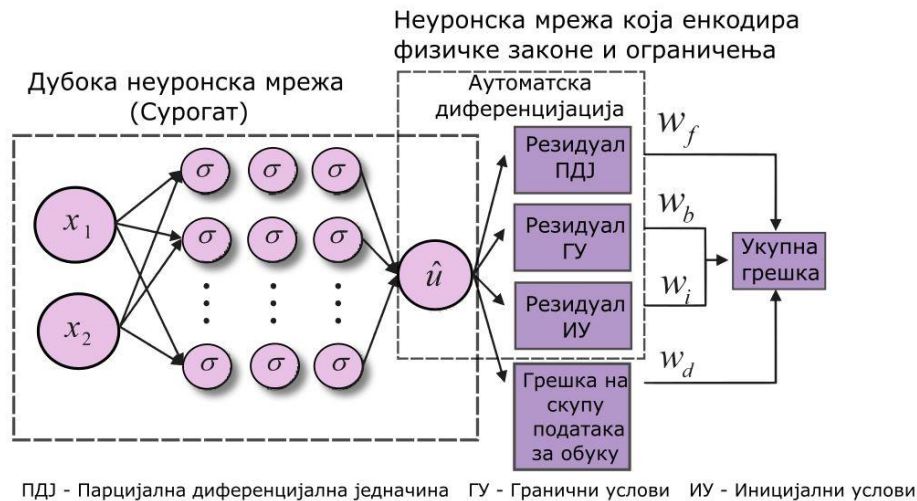 Неуронска мрежа која енкодира
физичке законе и ограничења
Дубока неуронска мрежа
(Сурогат)
Аутоматска
диференцијација
x₁
x₂
σ σ σ
σ σ σ
σ σ σ
û
Резидуал
ПДЈ
Резидуал
ГУ
Резидуал
ИУ
Грешка на
скупу
података
за обуку
w_f
w_b
w_i
w_d
Укупна
грешка
ПДЈ - Парцијална диференцијална једначина ГУ - Гранични услови ИУ - Иницијални услови